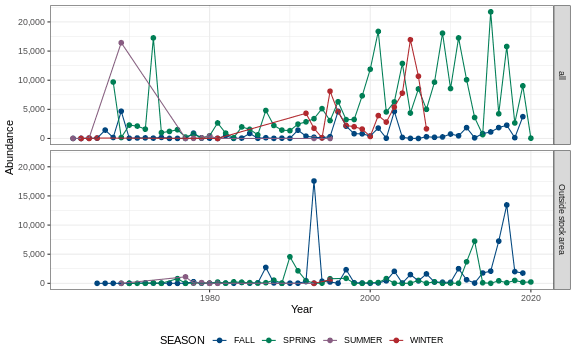 20,000
15,000
10,000
5,000
0
all
Abundance
20,000
15,000
10,000
5,000
0
Outside stock area
1980 2000 2020
Year
SEASON FALL SPRING SUMMER WINTER